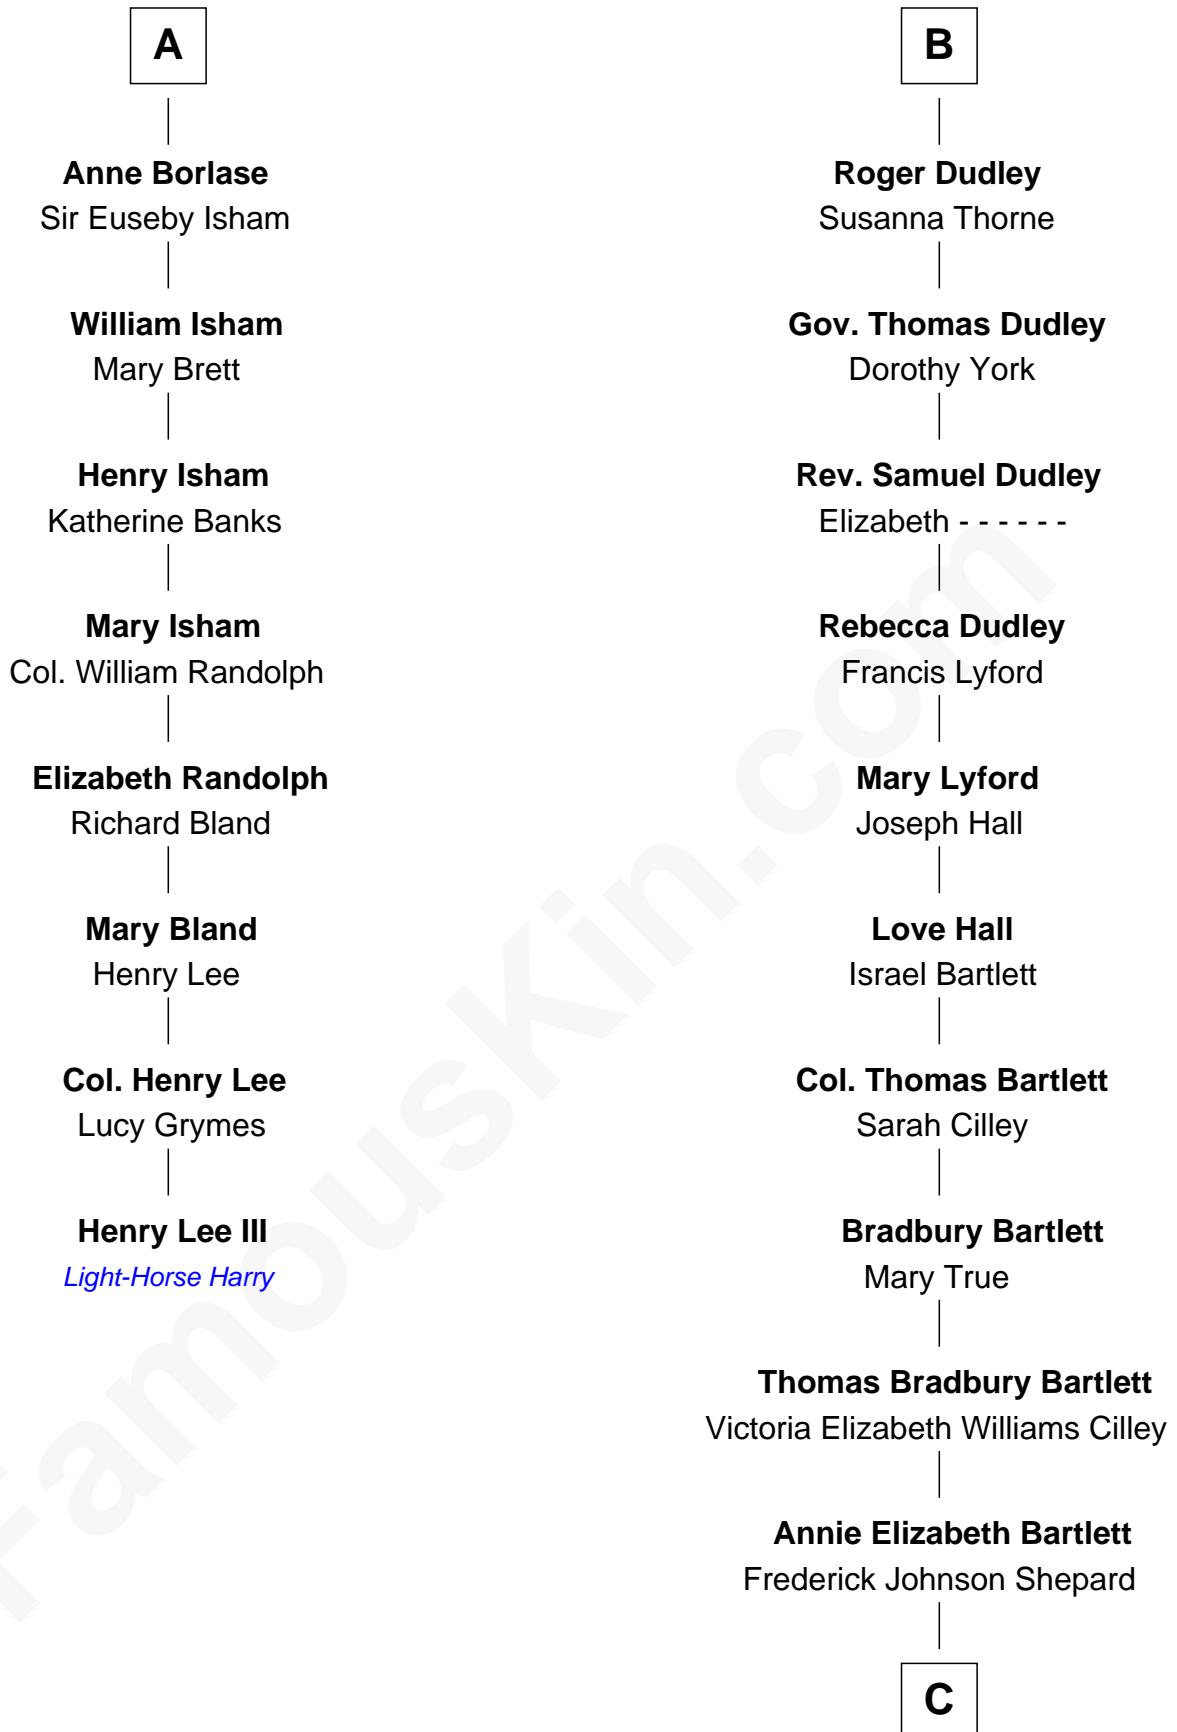 A
Anne Borlase
Sir Euseby Isham
William Isham
Mary Brett
Henry Isham
Katherine Banks
Mary Isham
Col. William Randolph
Elizabeth Randolph
Richard Bland
Mary Bland
Henry Lee
Col. Henry Lee
Lucy Grymes
Henry Lee III
Light-Horse Harry
B
Roger Dudley
Susanna Thorne
Gov. Thomas Dudley
Dorothy York
Rev. Samuel Dudley
Elizabeth - - - - - -
Rebecca Dudley
Francis Lyford
Mary Lyford
Joseph Hall
Love Hall
Israel Bartlett
Col. Thomas Bartlett
Sarah Cilley
Bradbury Bartlett
Mary True
Thomas Bradbury Bartlett
Victoria Elizabeth Williams Cilley
Annie Elizabeth Bartlett
Frederick Johnson Shepard
C
FamousKin.com